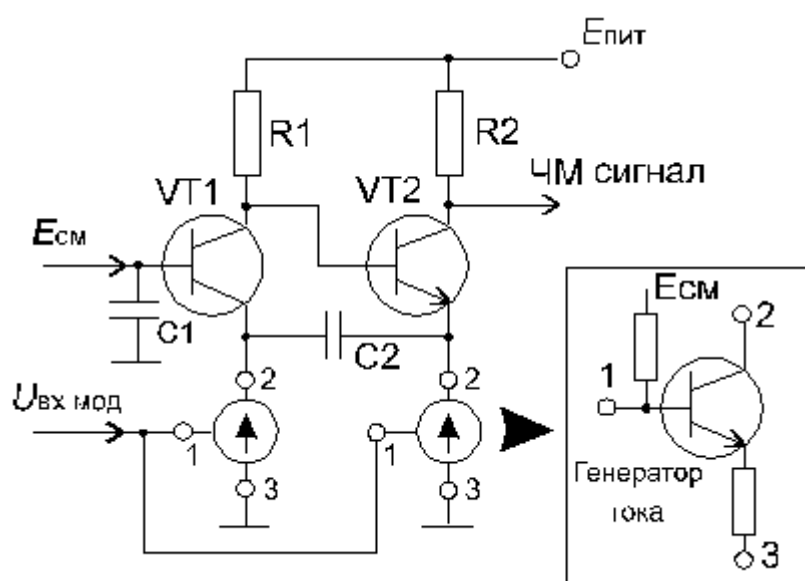 Eпит
R1
R2
VT1
VT2
ЧМ сигнал
Eсм
C1
C2
Uвх мод
2
1
3
2
1
3
Eсм
2
1
Генератор
тока
3